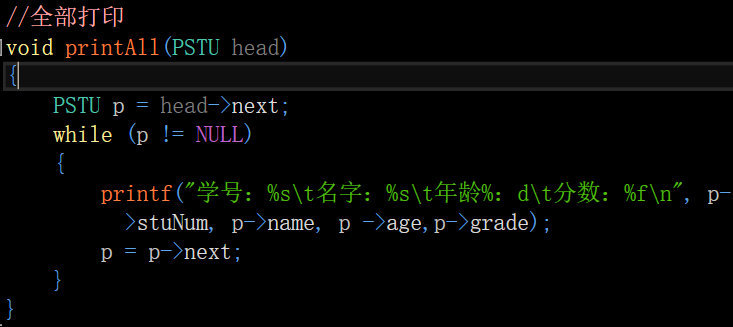 //全部打印
void printAll(PSTU head)
{
    PSTU p = head->next;
    while (p != NULL)
    {
        printf("学号：%s\t名字：%s\t年龄%：d\t分数：%f\n", p-
          >stuNum, p->name, p ->age,p->grade);
        p = p->next;
    }
}